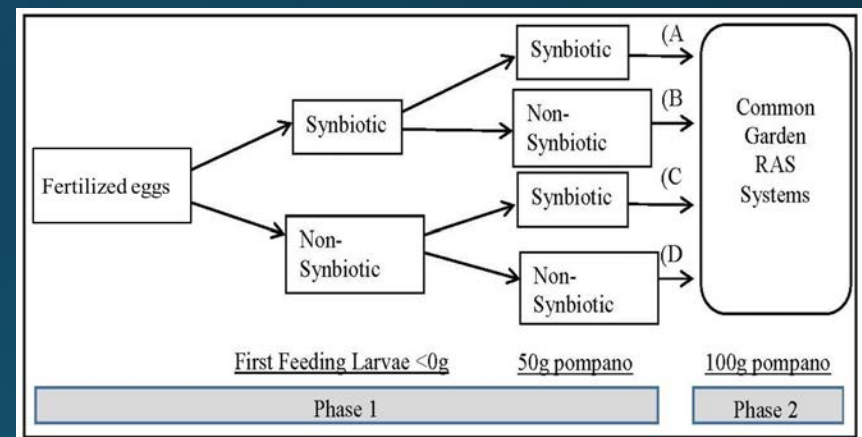 Fertilized eggs
Synbiotic
Non-
Synbiotic
Synbiotic
(A
Non-
Synbiotic
(B
Synbiotic
(C
Non-
Synbiotic
(D
Common
Garden
RAS
Systems
First Feeding Larvae <0g
50g pompano
100g pompano
Phase 1
Phase 2